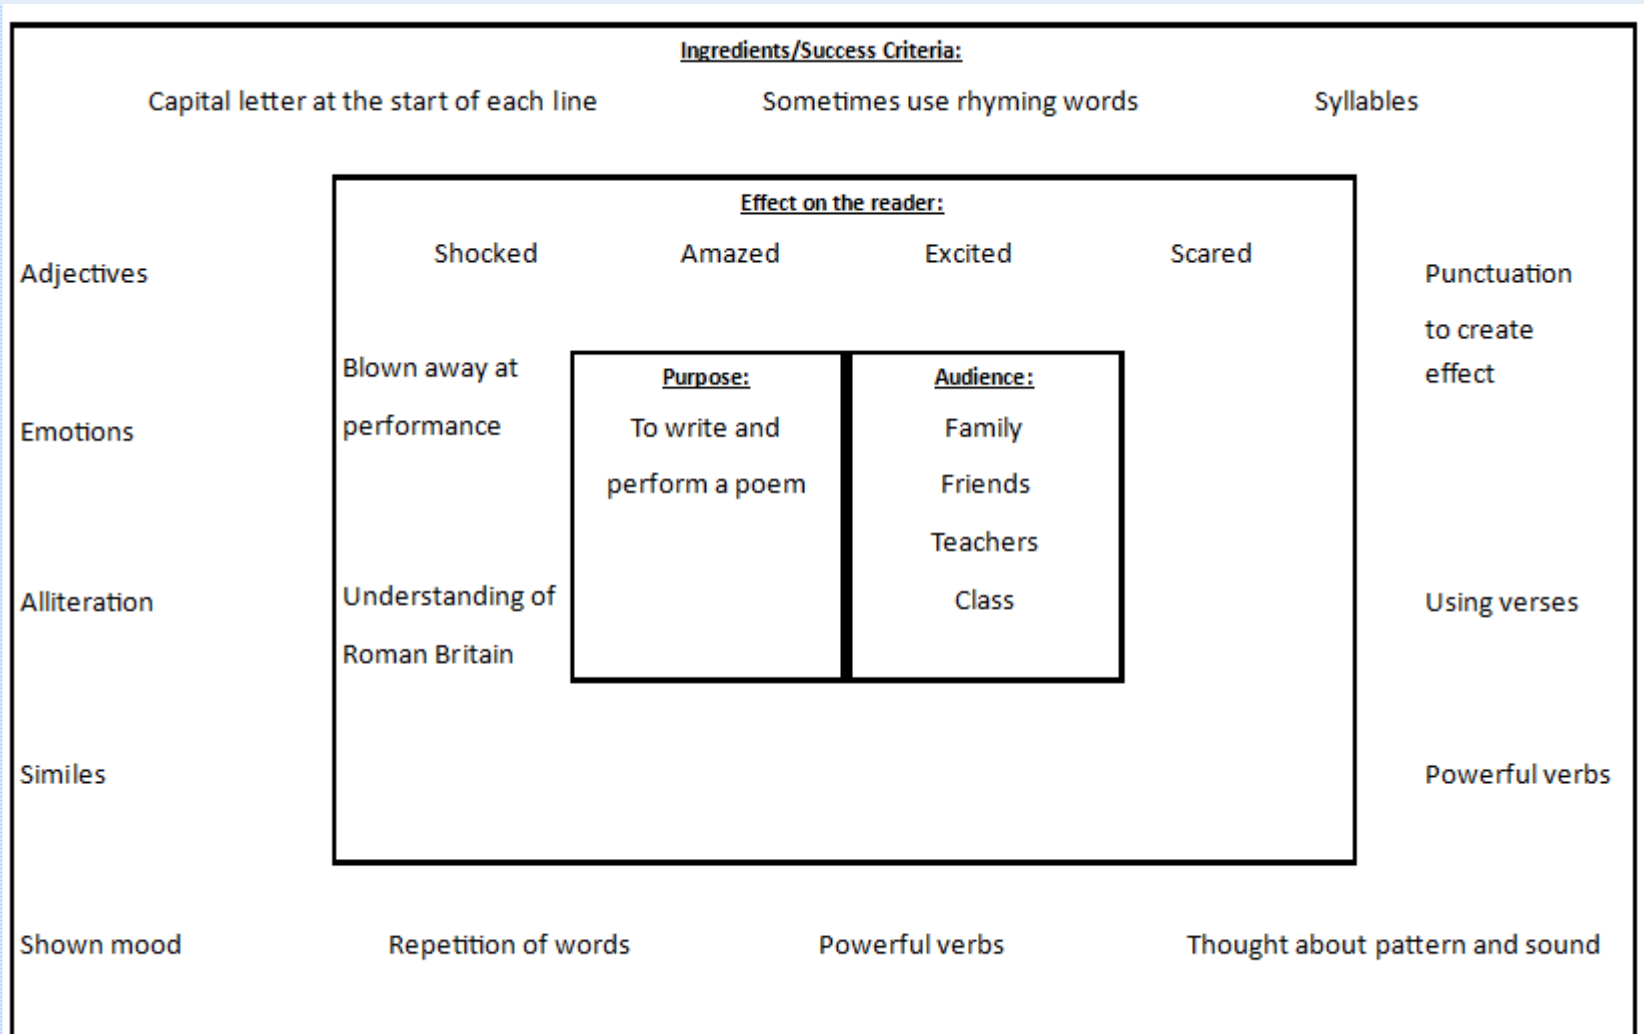 Ingredients/Success Criteria:
Capital letter at the start of each line Sometimes use rhyming words Syllables
Effect on the reader:
Shocked Amazed Excited Scared
Adjectives
Emotions
Alliteration
Similes
Blown away at
performance
Understanding of
Roman Britain
Purpose:
To write and
perform a poem
Audience:
Family
Friends
Teachers
Class
Punctuation
to create
effect
Using verses
Powerful verbs
Shown mood Repetition of words Powerful verbs Thought about pattern and sound